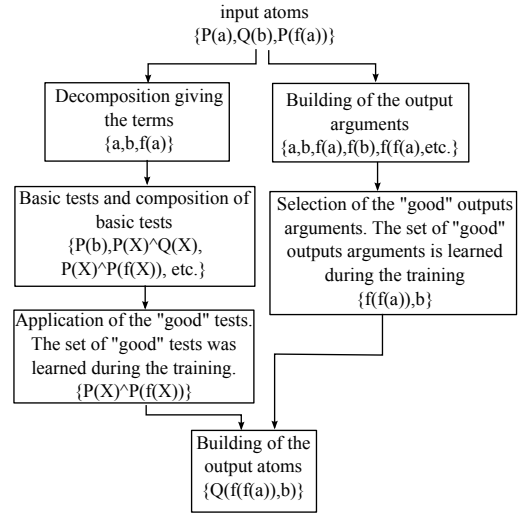 input atoms
{P(a),Q(b),P(f(a))}
Decomposition giving
the terms
{a,b,f(a)}
Building of the output
arguments
{a,b,f(a),f(b),f(f(a),etc.}
Basic tests and composition of
basic tests
{P(b),P(X)^Q(X),
P(X)^P(f(X)), etc.}
Selection of the "good" outputs
arguments. The set of "good"
outputs arguments is learned
during the training
{f(f(a)),b}
Application of the "good" tests.
The set of "good" tests was
learned during the training.
{P(X)^P(f(X))}
Building of the
output atoms
{Q(f(f(a)),b)}